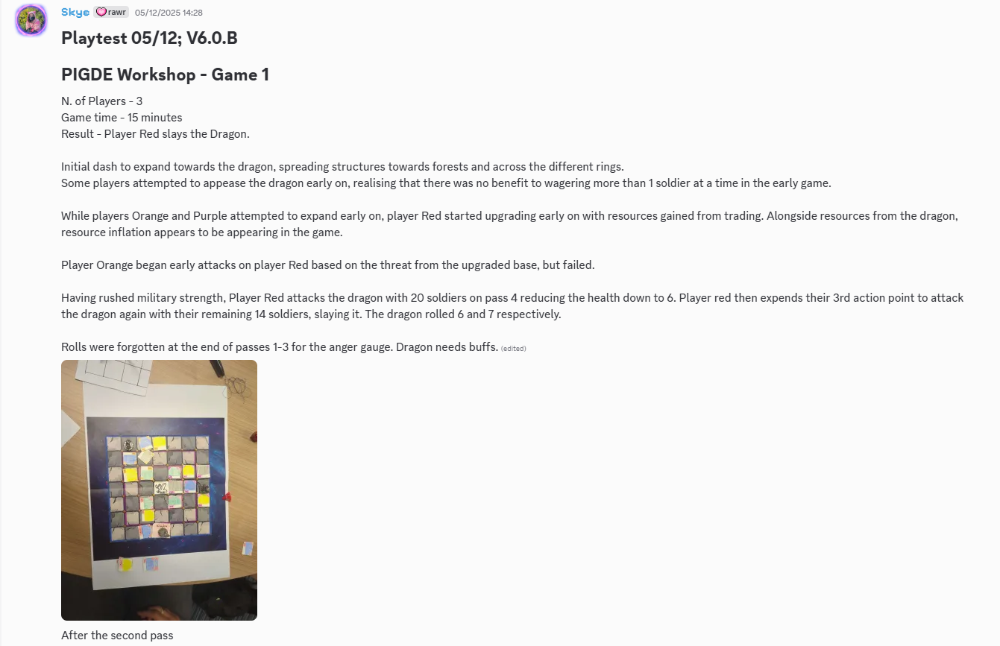 Skye rawr 05/12/2025 14:28
Playtest 05/12; V6.0.B
PIGDE Workshop - Game 1
N. of Players - 3
Game time - 15 minutes
Result - Player Red slays the Dragon.
Initial dash to expand towards the dragon, spreading structures towards forests and across the different rings.
Some players attempted to appease the dragon early on, realising that there was no benefit to wagering more than 1 soldier at a time in the early game.
While players Orange and Purple attempted to expand early on, player Red started upgrading early on with resources gained from trading. Alongside resources from the dragon,
resource inflation appears to be appearing in the game.
Player Orange began early attacks on player Red based on the threat from the upgraded base, but failed.
Having rushed military strength, Player Red attacks the dragon with 20 soldiers on pass 4 reducing the health down to 6. Player red then expends their 3rd action point to attack
the dragon again with their remaining 14 soldiers, slaying it. The dragon rolled 6 and 7 respectively.
Rolls were forgotten at the end of passes 1-3 for the anger gauge. Dragon needs buffs. (edited)
After the second pass